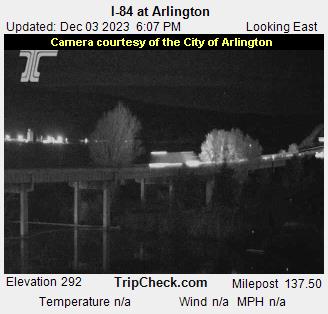 I-84 at Arlington
Updated: Dec 03 2023 6:07 PM Looking East
Camera courtesy of the City of Arlington
Elevation 292 TripCheck.com Milepost 137.50
Temperature n/a Wind n/a MPH n/a